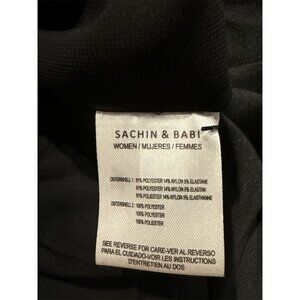 SACHIN & BABI
WOMEN / MUJERES / FEMMES
OUTERSHELL 1 : 81% POLYESTER 14% NYLON 5% ELASTANE
81% POLIESTER 14% NYLON 5% ELASTAN
81% POLIESTER 14% NYLON 5% ELASTHANNE
OUTERSHELL 2 : 100% POLYESTER
100% POLIESTER
100% POLYESTER
SEE REVERSE FOR CARE-VER AL REVERSO
PARA EL CUIDADO-VOIR LES INSTRUCTIONS
D'ENTRETIEN AU DOS